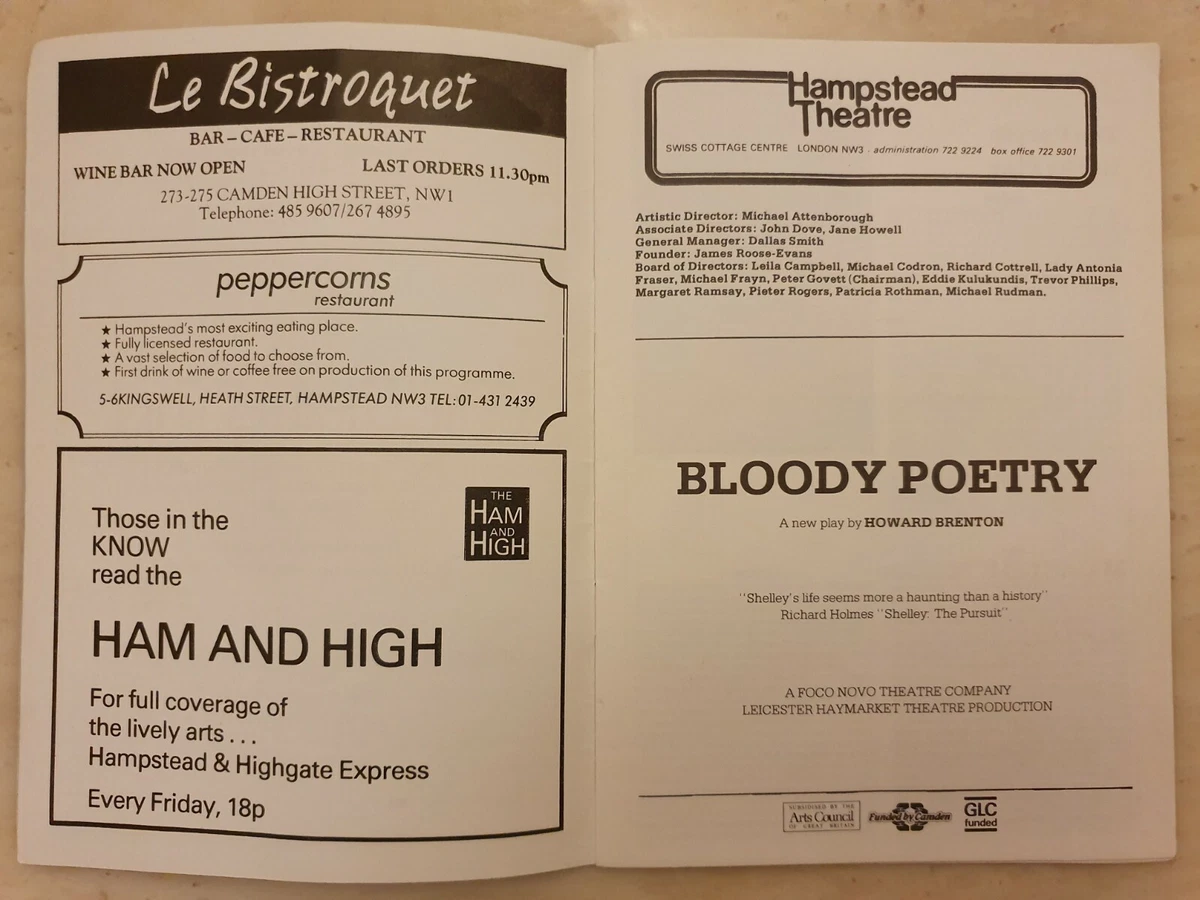 Le Bistroquet
BAR – CAFE – RESTAURANT
WINE BAR NOW OPEN LAST ORDERS 11.30pm
273-275 CAMDEN HIGH STREET, NW1
Telephone: 485 9607/267 4895
peppercorns
restaurant
★ Hampstead's most exciting eating place.
★ Fully licensed restaurant.
★ A vast selection of food to choose from.
★ First drink of wine or coffee free on production of this programme.
5-6KINGSWELL, HEATH STREET, HAMPSTEAD NW3 TEL:01-431 2439
THE
HAM
AND
HIGH
Those in the
KNOW
read the
HAM AND HIGH
For full coverage of
the lively arts . . .
Hampstead & Highgate Express
Every Friday, 18p
Hampstead
Theatre
SWISS COTTAGE CENTRE LONDON NW3 · administration 722 9224 box office 722 9301
Artistic Director: Michael Attenborough
Associate Directors: John Dove, Jane Howell
General Manager: Dallas Smith
Founder: James Roose-Evans
Board of Directors: Leila Campbell, Michael Codron, Richard Cottrell, Lady Antonia
Fraser, Michael Frayn, Peter Govett (Chairman), Eddie Kulukundis, Trevor Phillips,
Margaret Ramsay, Pieter Rogers, Patricia Rothman, Michael Rudman.
BLOODY POETRY
A new play by HOWARD BRENTON
"Shelley's life seems more a haunting than a history"
Richard Holmes "Shelley: The Pursuit"
A FOCO NOVO THEATRE COMPANY
LEICESTER HAYMARKET THEATRE PRODUCTION
SUBSIDISED BY THE
Arts Council
OF GREAT BRITAIN
Funded by Camden
GLC
funded